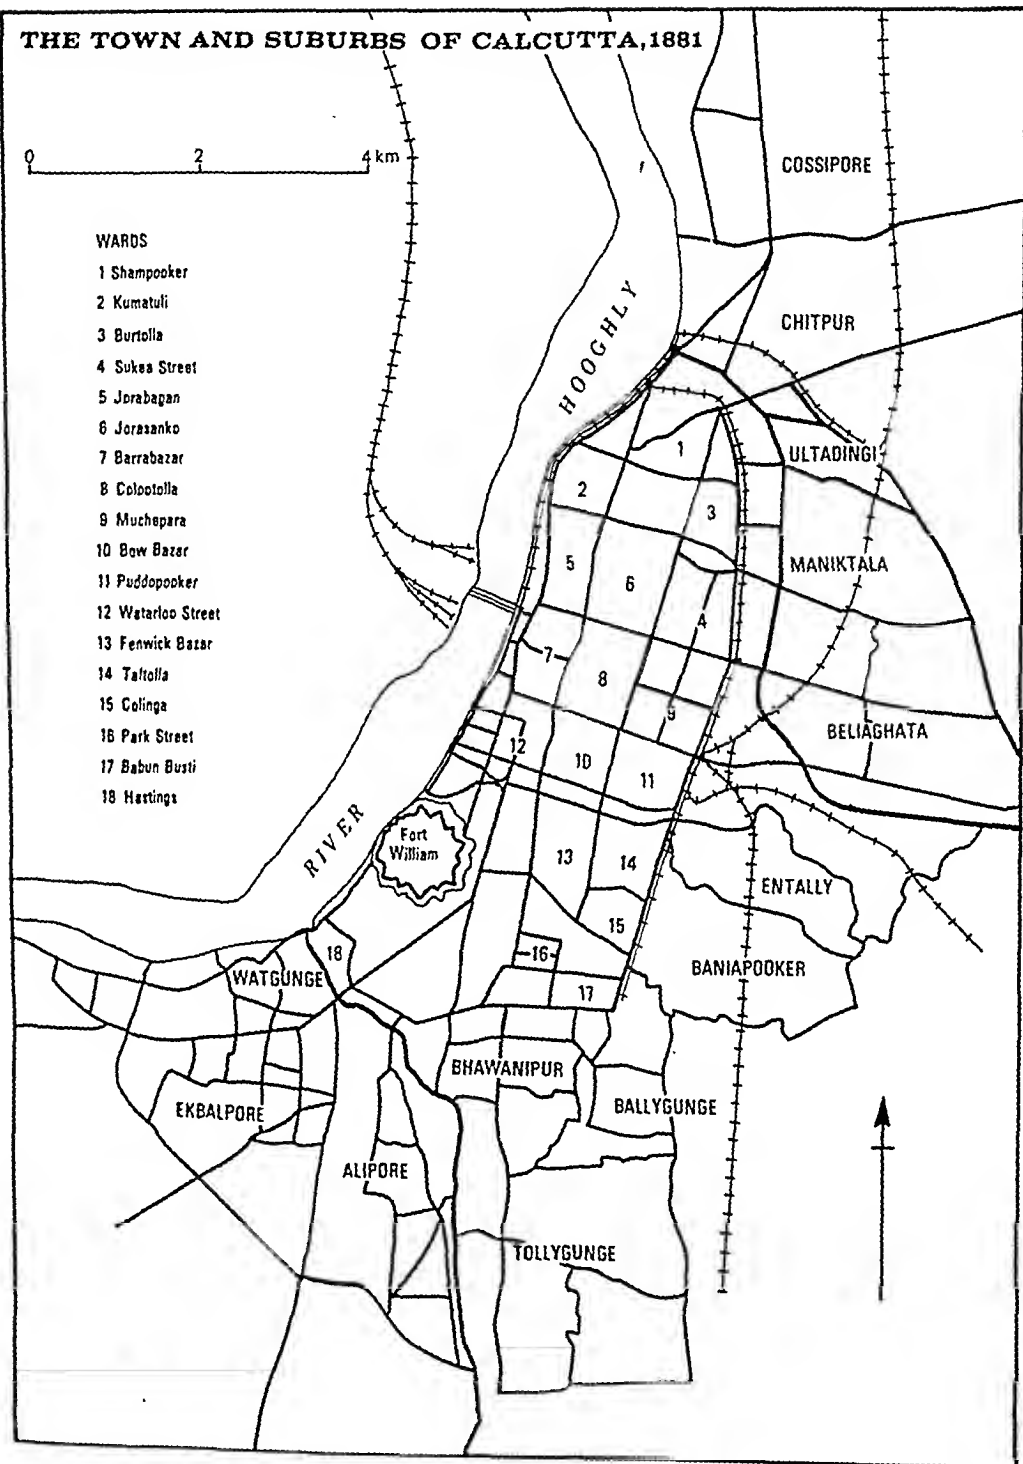 THE TOWN AND SUBURBS OF CALCUTTA, 1881
0 2 4 km
COSSIPORE
WARDS
1 Shampooker
2 Kumatuli
3 Burtolla
4 Sukea Street
5 Jorabagan
6 Jorasanko
7 Barrabazar
8 Colootolla
9 Muchepara
10 Bow Bazar
11 Puddopooker
12 Watarloo Street
13 Fenwick Bazar
14 Taltolla
15 Colinga
16 Park Street
17 Babun Busti
18 Hastings
HOOGHLY
CHITPUR
1
ULTADINGI
2
3
5
6
MANIKTALA
4
7
8
9
BELIAGHATA
12
10
11
RIVER
Fort
William
13
14
ENTALLY
15
18
16
WATGUNGE
BANIAPOOKER
17
BHAWANIPUR
EKBALPORE
BALLYGUNGE
ALIPORE
TOLLYGUNGE